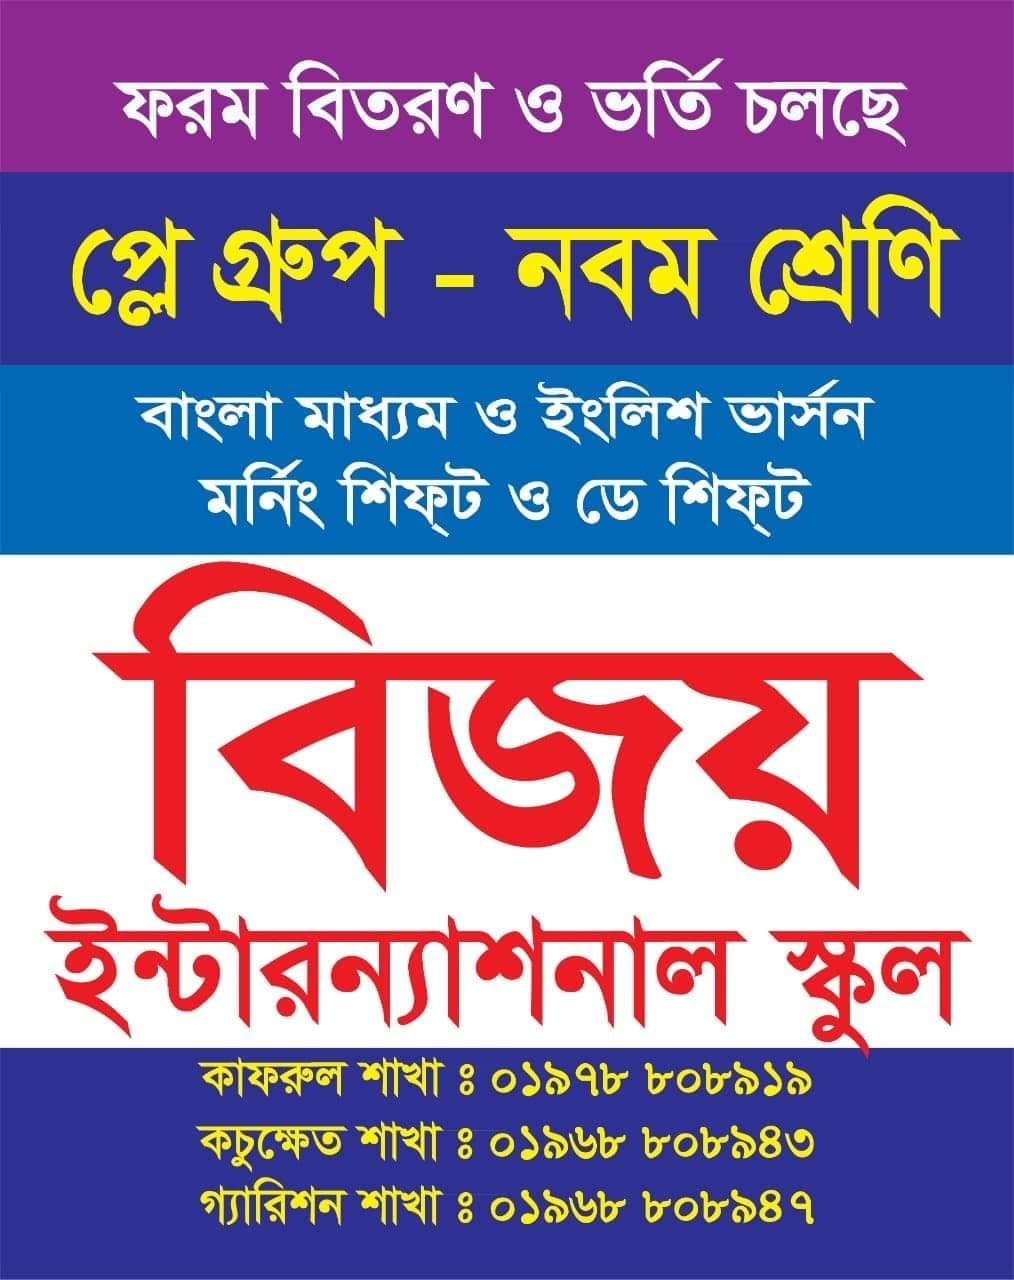 ফরম বিতরণ ও ভর্তি চলছে
প্লে গ্রুপ - নবম শ্রেণি
বাংলা মাধ্যম ও ইংলিশ ভার্সন
মর্নিং শিফ্ট ও ডে শিফ্ট
বিজয়
ইন্টারন্যাশনাল স্কুল
কাফরুল শাখা ঃ ০১৯৭৮ ৮০৮৯১৯
কচুক্ষেত শাখা ঃ ০১৯৬৮ ৮০৮৯৪৩
গ্যারিশন শাখা ঃ ০১৯৬৮ ৮০৮৯৪৭